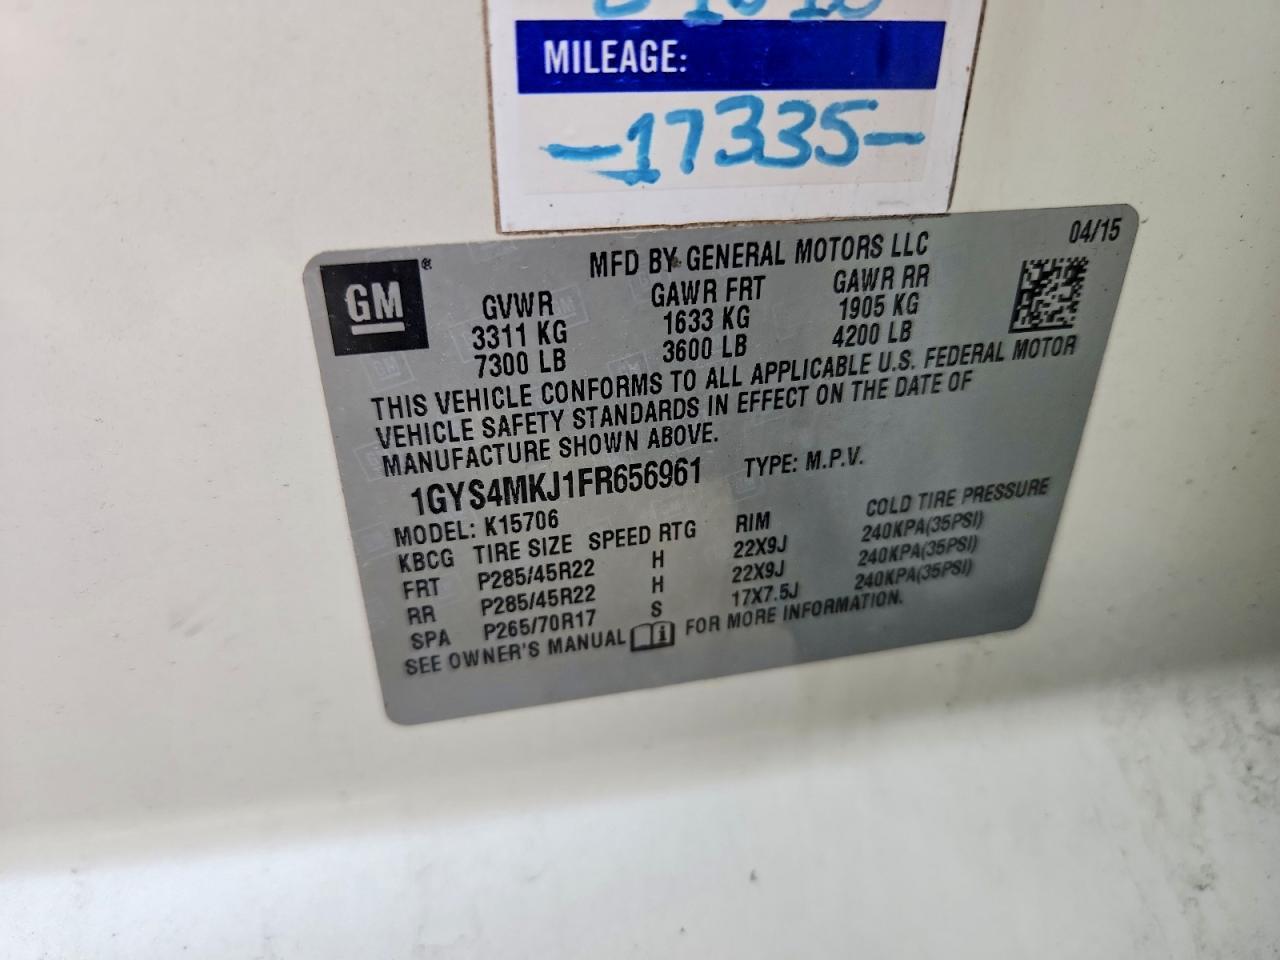 MILEAGE:
-17335-
GM®
MFD BY GENERAL MOTORS LLC
04/15
GVWR GAWR FRT GAWR RR
3311 KG 1633 KG 1905 KG
7300 LB 3600 LB 4200 LB
THIS VEHICLE CONFORMS TO ALL APPLICABLE U.S. FEDERAL MOTOR
VEHICLE SAFETY STANDARDS IN EFFECT ON THE DATE OF
MANUFACTURE SHOWN ABOVE.
1GYS4MKJ1FR656961 TYPE: M.P.V.
MODEL: K15706
KBCG TIRE SIZE SPEED RTG RIM COLD TIRE PRESSURE
FRT P285/45R22 H 22X9J 240KPA(35PSI)
RR P285/45R22 H 22X9J 240KPA(35PSI)
SPA P265/70R17 S 17X7.5J 240KPA(35PSI)
SEE OWNER'S MANUAL FOR MORE INFORMATION.